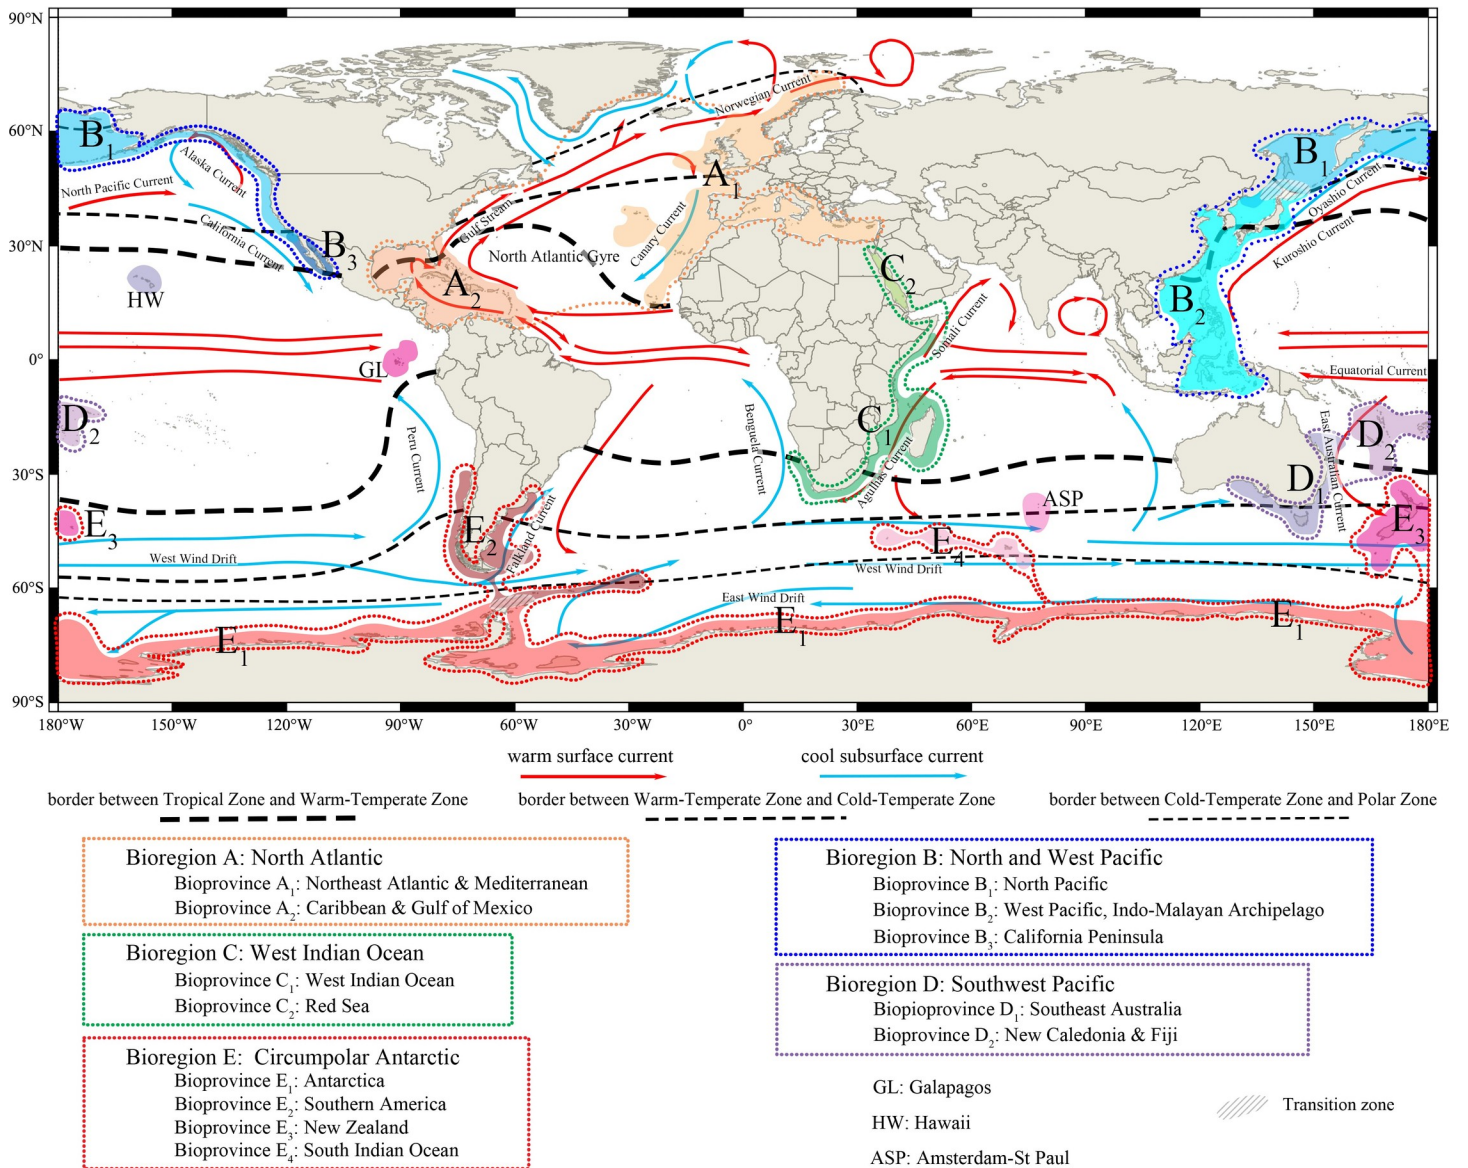 90°N
60°N
30°N
0°
30°S
60°S
90°S
180°W
150°W
120°W
90°W
60°W
30°W
0°
30°E
60°E
90°E
120°E
150°E
180°E
B₁
Alaska Current
North Pacific Current
California Current
B₃
HW
GL
D₂
E₃
West Wind Drift
Peru Current
E₂
Falkland Current
E₁
Gulf Stream
A₂
North Atlantic Gyre
Norwegian Current
A₁
Canary Current
C₂
Somali Current
C₁
Agulhas Current
Benguela Current
ASP
E₄
West Wind Drift
East Wind Drift
E₁
E₁
B₁
Oyashio Current
Kuroshio Current
B₂
Equatorial Current
East Australian Current
D₁
D₂
E₃
warm surface current
cool subsurface current
border between Tropical Zone and Warm-Temperate Zone
border between Warm-Temperate Zone and Cold-Temperate Zone
border between Cold-Temperate Zone and Polar Zone
Bioregion A: North Atlantic
Bioprovince A₁: Northeast Atlantic & Mediterranean
Bioprovince A₂: Caribbean & Gulf of Mexico
Bioregion C: West Indian Ocean
Bioprovince C₁: West Indian Ocean
Bioprovince C₂: Red Sea
Bioregion E: Circumpolar Antarctic
Bioprovince E₁: Antarctica
Bioprovince E₂: Southern America
Bioprovince E₃: New Zealand
Bioprovince E₄: South Indian Ocean
Bioregion B: North and West Pacific
Bioprovince B₁: North Pacific
Bioprovince B₂: West Pacific, Indo-Malayan Archipelago
Bioprovince B₃: California Peninsula
Bioregion D: Southwest Pacific
Biopioprovince D₁: Southeast Australia
Bioprovince D₂: New Caledonia & Fiji
GL: Galapagos
HW: Hawaii
ASP: Amsterdam-St Paul
Transition zone